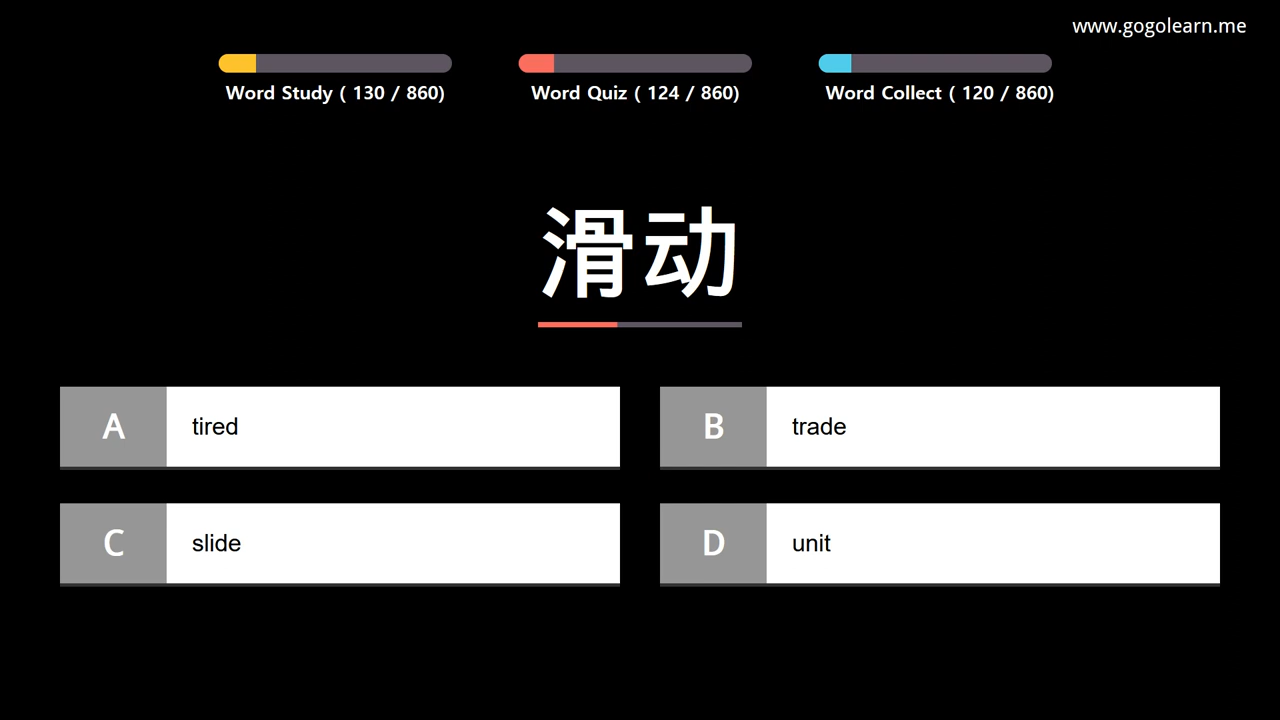 www.gogolearn.me
Word Study ( 130 / 860)
Word Quiz ( 124 / 860)
Word Collect ( 120 / 860)
滑动
A tired
B trade
C slide
D unit